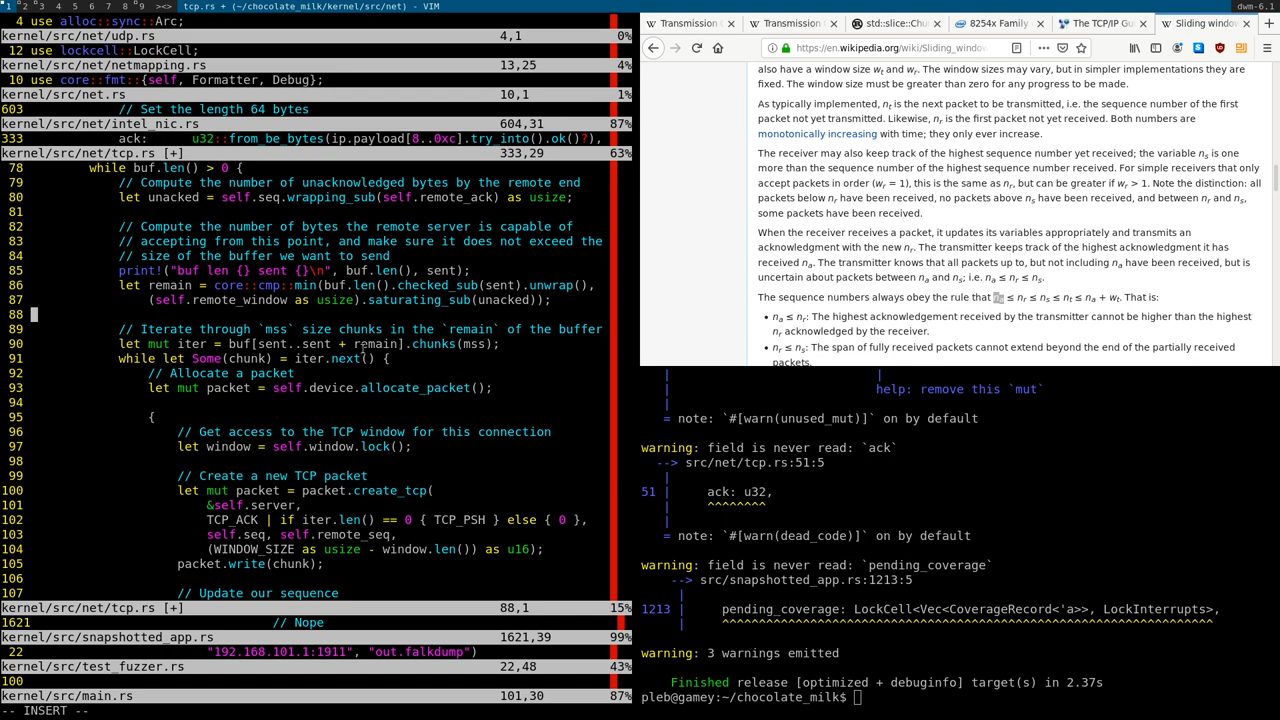 1 2 3 4 5 6 7 8 9 ><> tcp.rs + (~/chocolate_milk/kernel/src/net) - VIM
dwm-6.1
4 use alloc::sync::Arc;
kernel/src/net/udp.rs 4,1 0%
12 use lockcell::LockCell;
kernel/src/net/netmapping.rs 13,25 4%
10 use core::fmt::{self, Formatter, Debug};
kernel/src/net.rs 10,1 1%
603 // Set the length 64 bytes
kernel/src/net/intel_nic.rs 604,31 87%
333 ack: u32::from_be_bytes(ip.payload[8..0xc].try_into().ok()?),
kernel/src/net/tcp.rs [+] 333,29 63%
78 while buf.len() > 0 {
79 // Compute the number of unacknowledged bytes by the remote end
80 let unacked = self.seq.wrapping_sub(self.remote_ack) as usize;
81
82 // Compute the number of bytes the remote server is capable of
83 // accepting from this point, and make sure it does not exceed the
84 // size of the buffer we want to send
85 print!("buf len {} sent {}\n", buf.len(), sent);
86 let remain = core::cmp::min(buf.len().checked_sub(sent).unwrap(),
87 (self.remote_window as usize).saturating_sub(unacked));
88
89 // Iterate through `mss` size chunks in the `remain` of the buffer
90 let mut iter = buf[sent..sent + remain].chunks(mss);
91 while let Some(chunk) = iter.next() {
92 // Allocate a packet
93 let mut packet = self.device.allocate_packet();
94
95 {
96 // Get access to the TCP window for this connection
97 let window = self.window.lock();
98
99 // Create a new TCP packet
100 let mut packet = packet.create_tcp(
101 &self.server,
102 TCP_ACK | if iter.len() == 0 { TCP_PSH } else { 0 },
103 self.seq, self.remote_seq,
104 (WINDOW_SIZE as usize - window.len()) as u16);
105 packet.write(chunk);
106
107 // Update our sequence
kernel/src/net/tcp.rs [+] 88,1 15%
1621 // Nope
kernel/src/snapshotted_app.rs 1621,39 99%
22 "192.168.101.1:1911", "out.falkdump")
kernel/src/test_fuzzer.rs 22,48 43%
100
kernel/src/main.rs 101,30 87%
-- INSERT --
Transmission C Transmission C std::slice::Chu 8254x Family The TCP/IP Gu Sliding window
https://en.wikipedia.org/wiki/Sliding_window
also have a window size wt and wr. The window sizes may vary, but in simpler implementations they are
fixed. The window size must be greater than zero for any progress to be made.
As typically implemented, nt is the next packet to be transmitted, i.e. the sequence number of the first
packet not yet transmitted. Likewise, nr is the first packet not yet received. Both numbers are
monotonically increasing with time; they only ever increase.
The receiver may also keep track of the highest sequence number yet received; the variable ns is one
more than the sequence number of the highest sequence number received. For simple receivers that only
accept packets in order (wr = 1), this is the same as nr, but can be greater if wr > 1. Note the distinction: all
packets below nr have been received, no packets above ns have been received, and between nr and ns,
some packets have been received.
When the receiver receives a packet, it updates its variables appropriately and transmits an
acknowledgment with the new nr. The transmitter keeps track of the highest acknowledgment it has
received na. The transmitter knows that all packets up to, but not including na have been received, but is
uncertain about packets between na and ns; i.e. na ≤ nr ≤ ns.
The sequence numbers always obey the rule that na ≤ nr ≤ ns ≤ nt ≤ na + wt. That is:
• na ≤ nr: The highest acknowledgement received by the transmitter cannot be higher than the highest
nr acknowledged by the receiver.
• nr ≤ ns: The span of fully received packets cannot extend beyond the end of the partially received
packets.
| |
| help: remove this `mut`
|
= note: `#[warn(unused_mut)]` on by default
warning: field is never read: `ack`
--> src/net/tcp.rs:51:5
|
51 | ack: u32,
| ^^^^^^^^
|
= note: `#[warn(dead_code)]` on by default
warning: field is never read: `pending_coverage`
--> src/snapshotted_app.rs:1213:5
|
1213 | pending_coverage: LockCell<Vec<CoverageRecord<'a>>, LockInterrupts>,
| ^^^^^^^^^^^^^^^^^^^^^^^^^^^^^^^^^^^^^^^^^^^^^^^^^^^^^^^^^^^^^^^^^^^
warning: 3 warnings emitted
Finished release [optimized + debuginfo] target(s) in 2.37s
pleb@gamey:~/chocolate_milk$